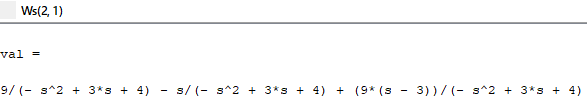 Ws(2, 1)
val =
9/(- s^2 + 3*s + 4) - s/(- s^2 + 3*s + 4) + (9*(s - 3))/(- s^2 + 3*s + 4)